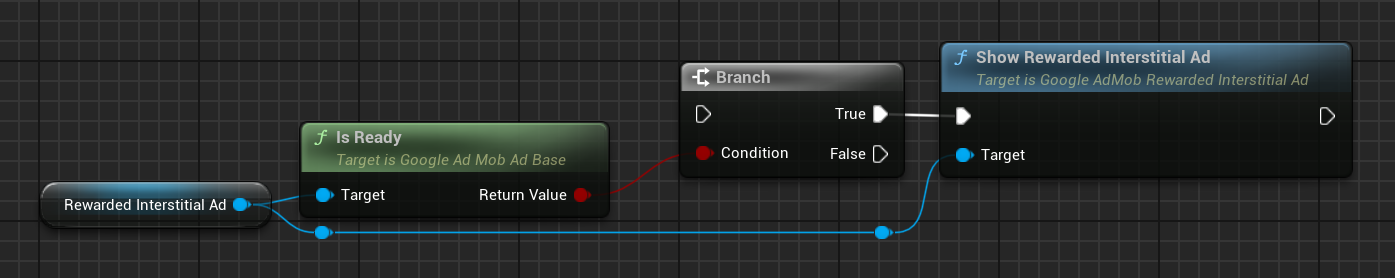 Rewarded Interstitial Ad
f Is Ready
Target is Google Ad Mob Ad Base
Target
Return Value
Branch
True
Condition
False
f Show Rewarded Interstitial Ad
Target is Google AdMob Rewarded Interstitial Ad
Target